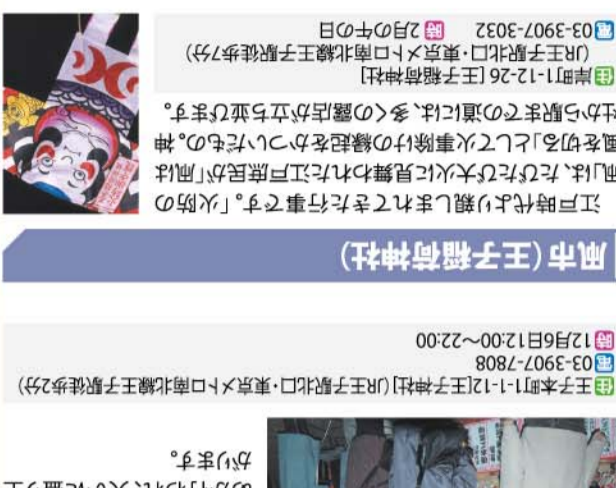 がります。
住 王子本町1-1-12[王子神社](JR王子駅北口・東京メトロ南北線王子駅徒歩2分)
電 03-3907-7808
時 12月6日12:00~22:00
凧市(王子稲荷神社)
江戸時代より親しまれてきた行事です。「火防の
凧」は、たびたび大火に見舞われた江戸庶民が「凧は
風を切る」として火事除けの縁起をかついだもの。神
社から駅までの道には、多くの露店が立ち並びます。
住 岸町1-1-26 [王子稲荷神社]
(JR王子駅北口・東京メトロ南北線王子駅徒歩7分)
電 03-3907-3032 時 2月の午の日